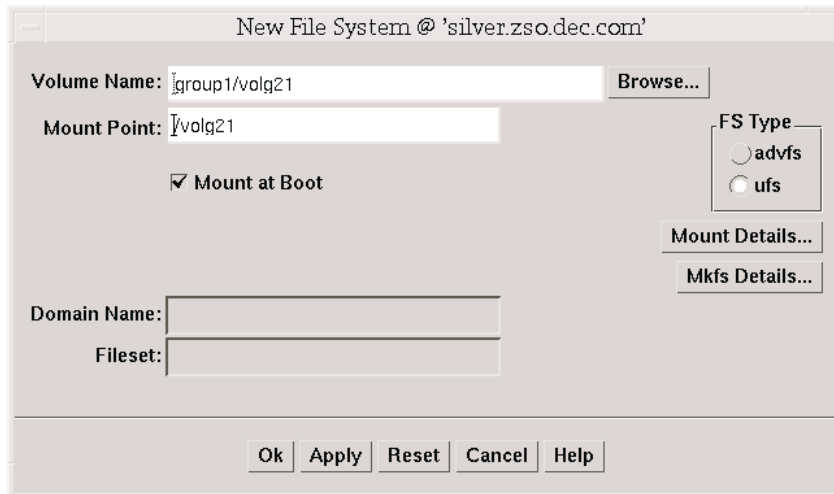 New File System @ 'silver.zso.dec.com'
Volume Name: group1/volg21 Browse...
Mount Point: /volg21
FS Type
advfs
Mount at Boot
ufs
Mount Details...
Mkfs Details...
Domain Name:
Fileset:
Ok Apply Reset Cancel Help